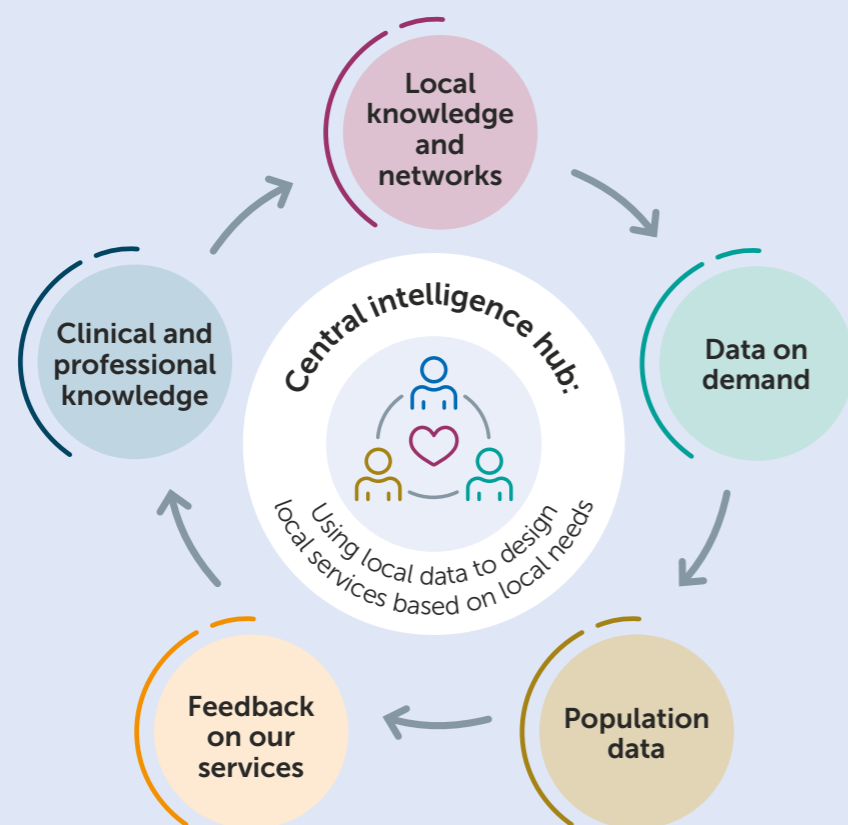 Local
knowledge
and
networks
Data on
demand
Population
data
Feedback
on our
services
Clinical and
professional
knowledge
Central intelligence hub:
Using local data to design
local services based on local needs